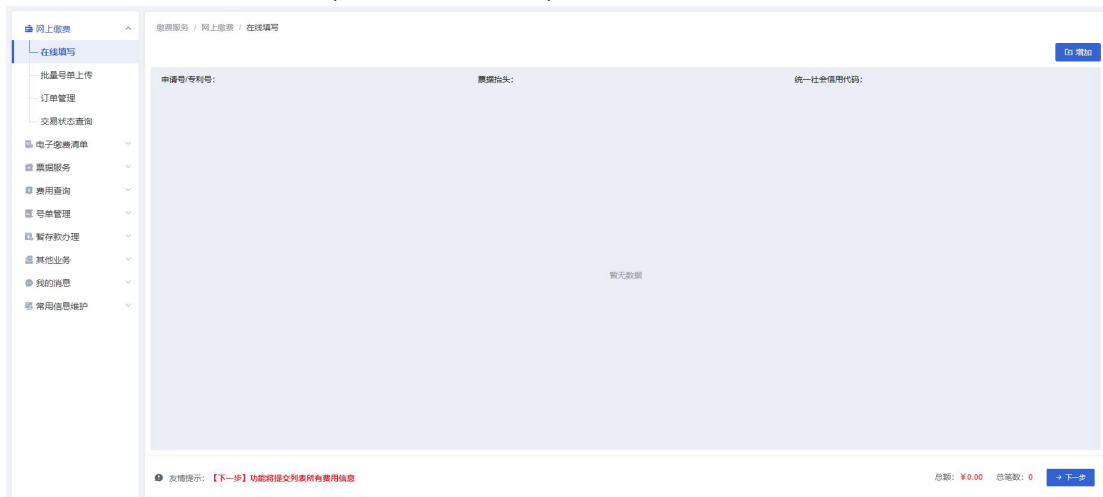 网上缴费
缴费服务 / 网上缴费 / 在线填写
在线填写
增加
批量号单上传
申请号/专利号：
票据抬头：
统一社会信用代码：
订单管理
交易状态查询
电子缴费清单
票据服务
费用查询
号单管理
暂存款办理
其他业务
暂无数据
我的消息
常用信息维护
友情提示：【下一步】功能将提交列表所有费用信息
总额：￥0.00 总笔数：0
→ 下一步